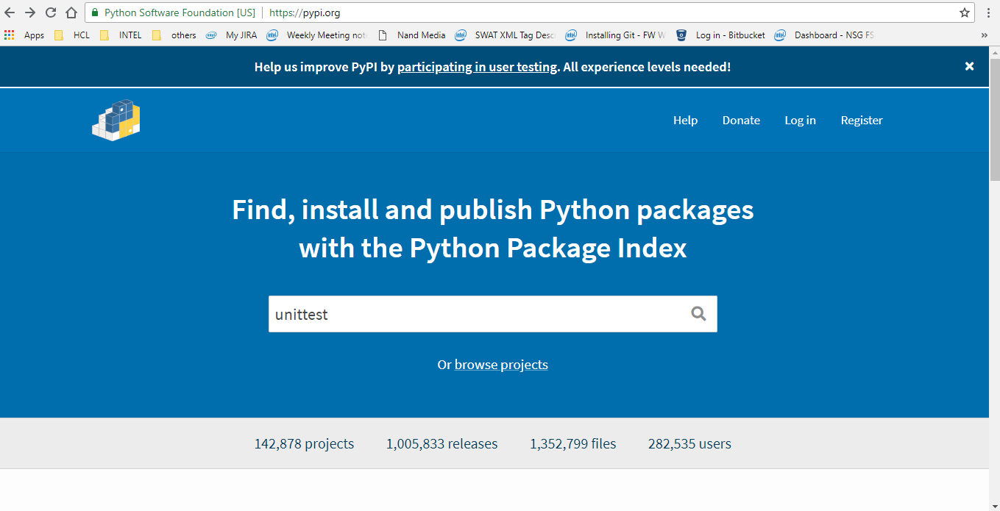 Python Software Foundation [US] https://pypi.org
Apps HCL INTEL others My JIRA Weekly Meeting not Nand Media SWAT XML Tag Desc Installing Git - FW W Log in - Bitbucket Dashboard - NSG FS »
Help us improve PyPI by participating in user testing. All experience levels needed!
Help Donate Log in Register
Find, install and publish Python packages
with the Python Package Index
unittest
Or browse projects
142,878 projects 1,005,833 releases 1,352,799 files 282,535 users